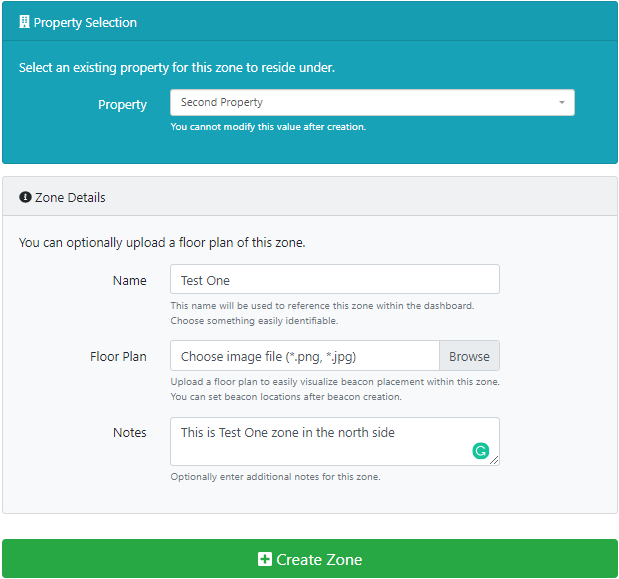 Property Selection
Select an existing property for this zone to reside under.
Property
Second Property
You cannot modify this value after creation.
Zone Details
You can optionally upload a floor plan of this zone.
Name
Test One
This name will be used to reference this zone within the dashboard.
Choose something easily identifiable.
Floor Plan
Choose image file (*.png, *.jpg)
Browse
Upload a floor plan to easily visualize beacon placement within this zone.
You can set beacon locations after beacon creation.
Notes
This is Test One zone in the north side
Optionally enter additional notes for this zone.
Create Zone